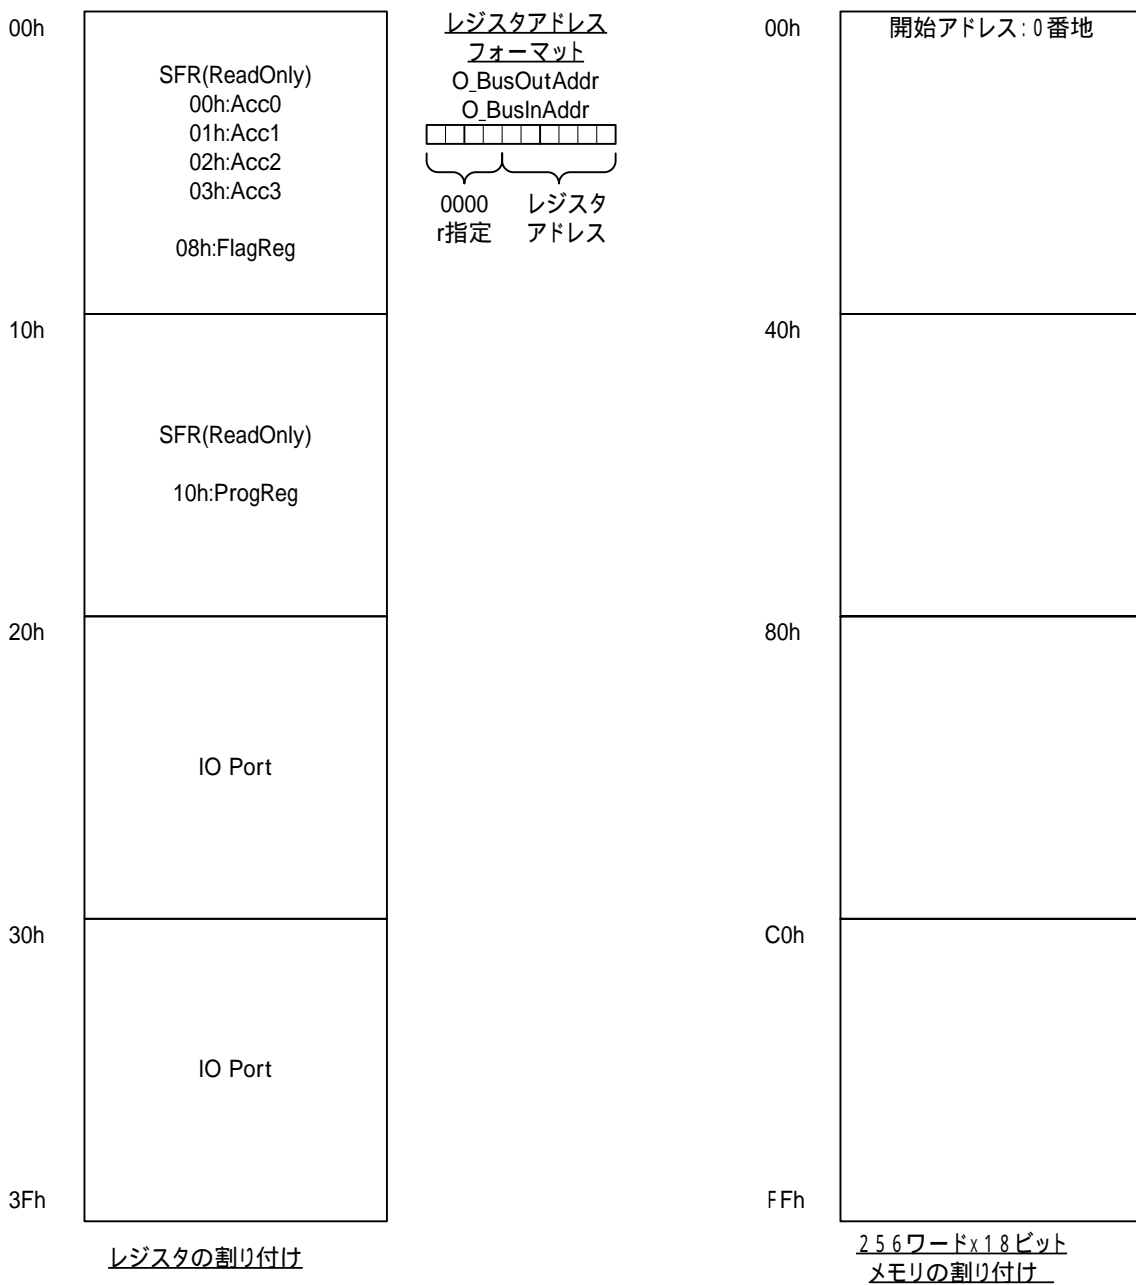 00h
SFR(ReadOnly)
00h:Acc0
01h:Acc1
02h:Acc2
03h:Acc3
08h:FlagReg
10h
SFR(ReadOnly)
10h:ProgReg
20h
IO Port
30h
IO Port
3Fh
レジスタの割り付け
レジスタアドレス
フォーマット
O_BusOutAddr
O_BusInAddr
0000
r指定
レジスタ
アドレス
00h
開始アドレス:0番地
40h
80h
C0h
FFh
256ワードx18ビット
メモリの割り付け